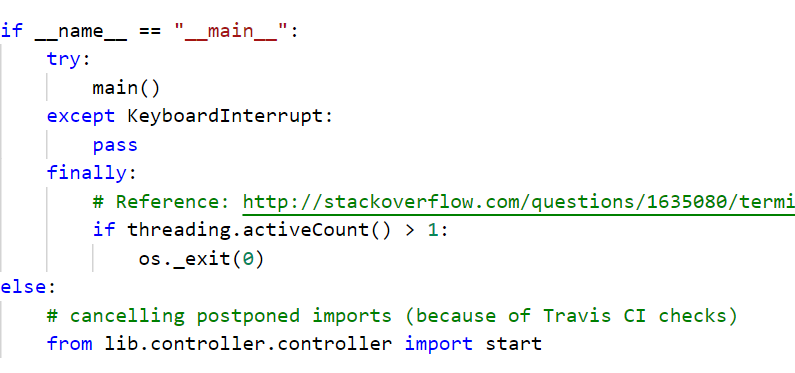 if __name__ == "__main__":
    try:
        main()
    except KeyboardInterrupt:
        pass
    finally:
        # Reference: http://stackoverflow.com/questions/1635080/termi
        if threading.activeCount() > 1:
            os._exit(0)
else:
    # cancelling postponed imports (because of Travis CI checks)
    from lib.controller.controller import start